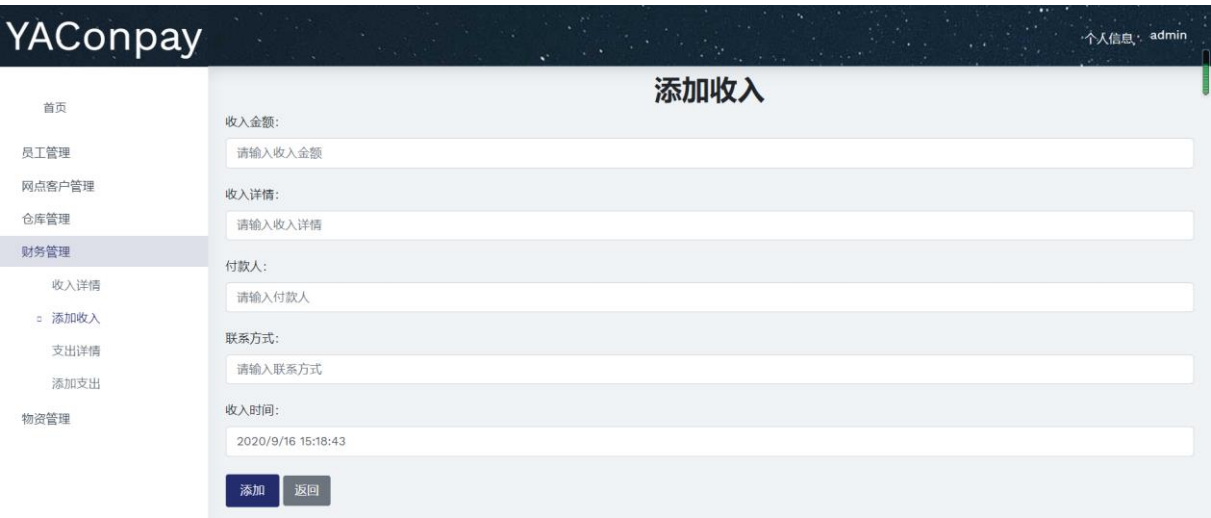 YAConpay
个人信息: admin
首页
员工管理
网点客户管理
仓库管理
财务管理
收入详情
添加收入
支出详情
添加支出
物资管理
添加收入
收入金额:
请输入收入金额
收入详情:
请输入收入详情
付款人:
请输入付款人
联系方式:
请输入联系方式
收入时间:
2020/9/16 15:18:43
添加 返回